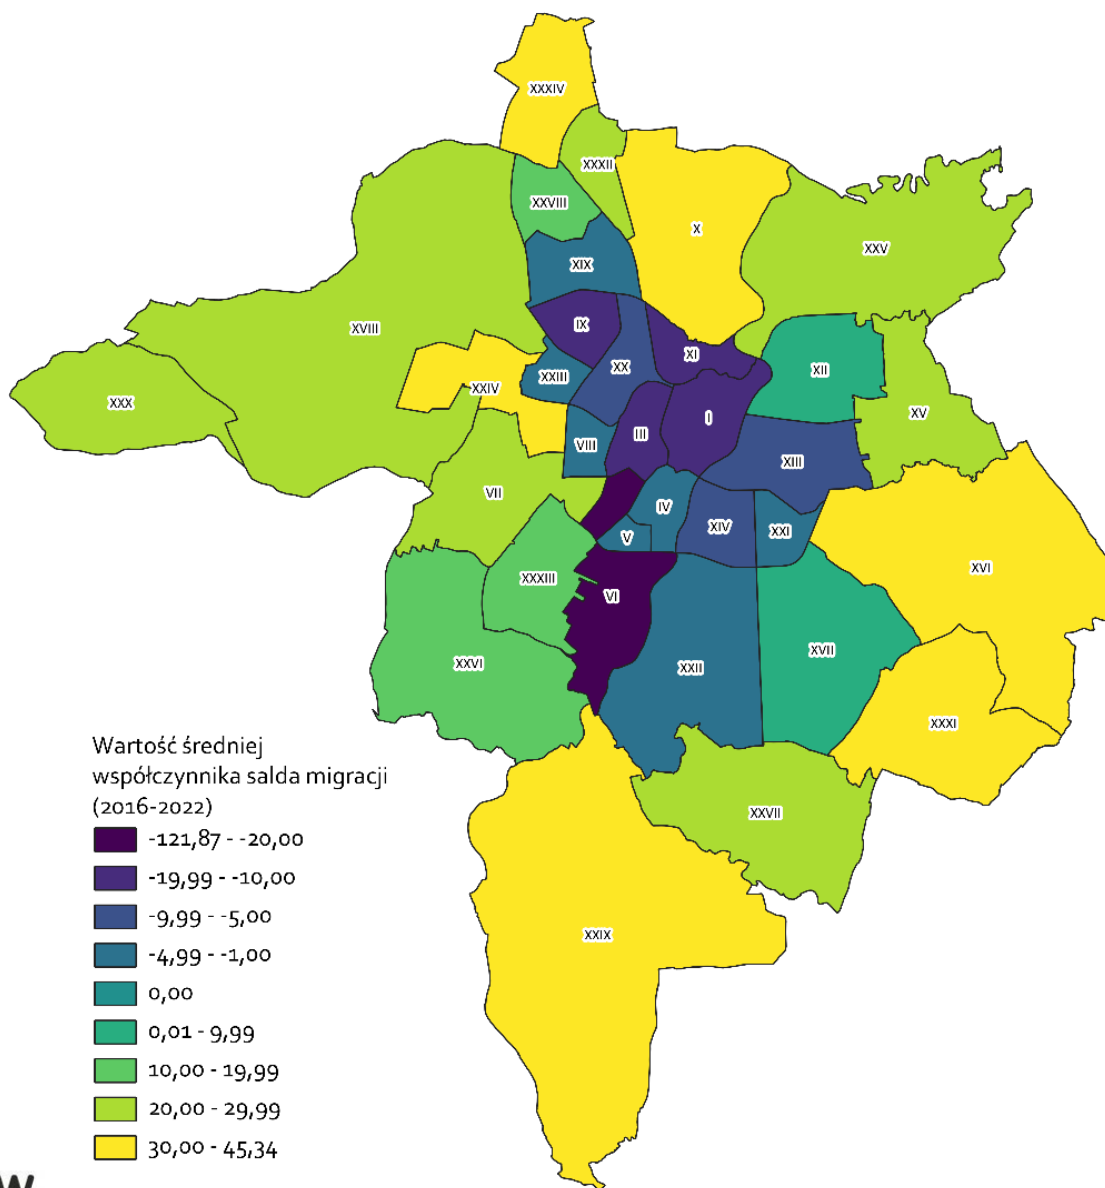 XXXIV
XXXII
XXVIII
X
XXV
XIX
XVIII
IX
XX
XI
XII
XXIII
XXIV
XXX
XV
VIII
III
I
XIII
VII
IV
XIV
XXI
V
XVI
XXXIII
VI
XXVI
XXII
XVII
XXXI
XXVII
XXIX
Wartość średniej
współczynnika salda migracji
(2016-2022)
-121,87 - -20,00
-19,99 - -10,00
-9,99 - -5,00
-4,99 - -1,00
0,00
0,01 - 9,99
10,00 - 19,99
20,00 - 29,99
30,00 - 45,34